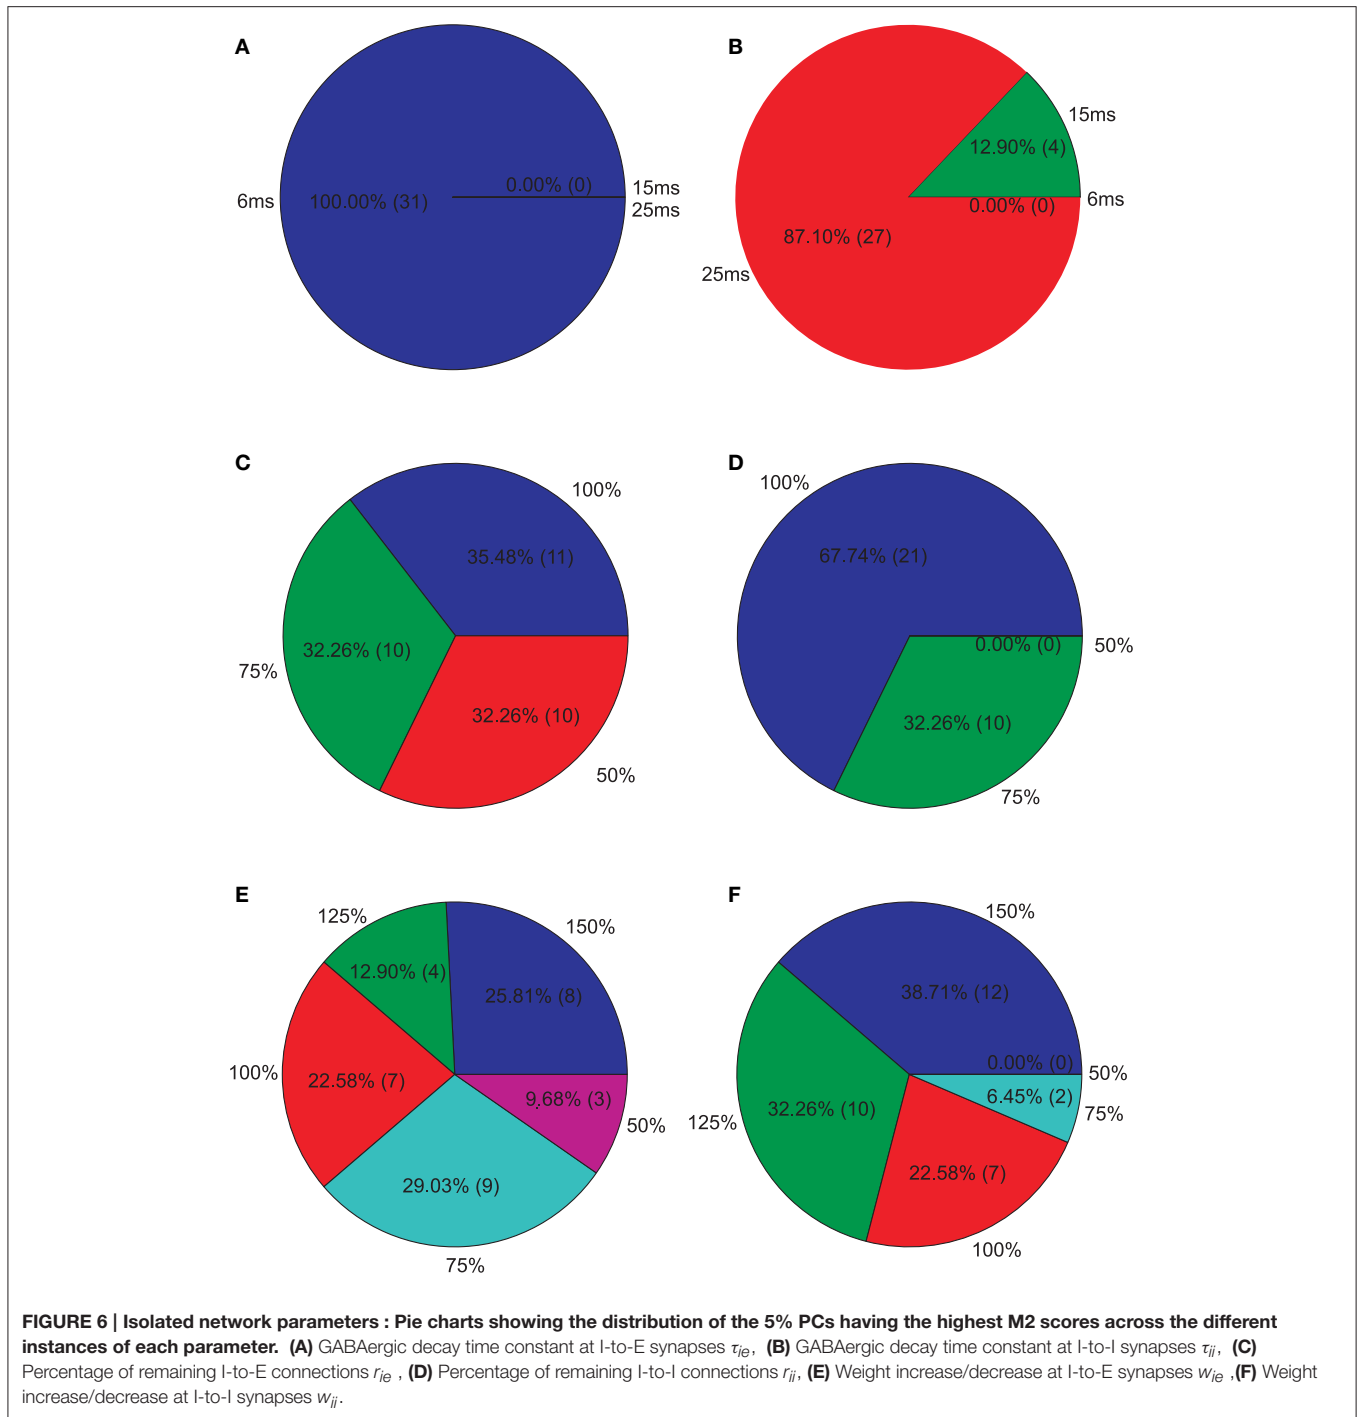 A
6ms
100.00% (31)
0.00% (0)
15ms
25ms
B
15ms
12.90% (4)
6ms
0.00% (0)
87.10% (27)
25ms
C
100%
35.48% (11)
32.26% (10)
75%
32.26% (10)
50%
D
100%
67.74% (21)
0.00% (0)
50%
32.26% (10)
75%
E
125%
150%
12.90% (4)
25.81% (8)
100%
22.58% (7)
9.68% (3)
50%
29.03% (9)
75%
F
150%
38.71% (12)
0.00% (0)
50%
6.45% (2)
75%
32.26% (10)
125%
22.58% (7)
100%
FIGURE 6 | Isolated network parameters : Pie charts showing the distribution of the 5% PCs having the highest M2 scores across the different
instances of each parameter. (A) GABAergic decay time constant at I-to-E synapses τie, (B) GABAergic decay time constant at I-to-I synapses τii, (C)
Percentage of remaining I-to-E connections rie , (D) Percentage of remaining I-to-I connections rii, (E) Weight increase/decrease at I-to-E synapses wie ,(F) Weight
increase/decrease at I-to-I synapses wii.